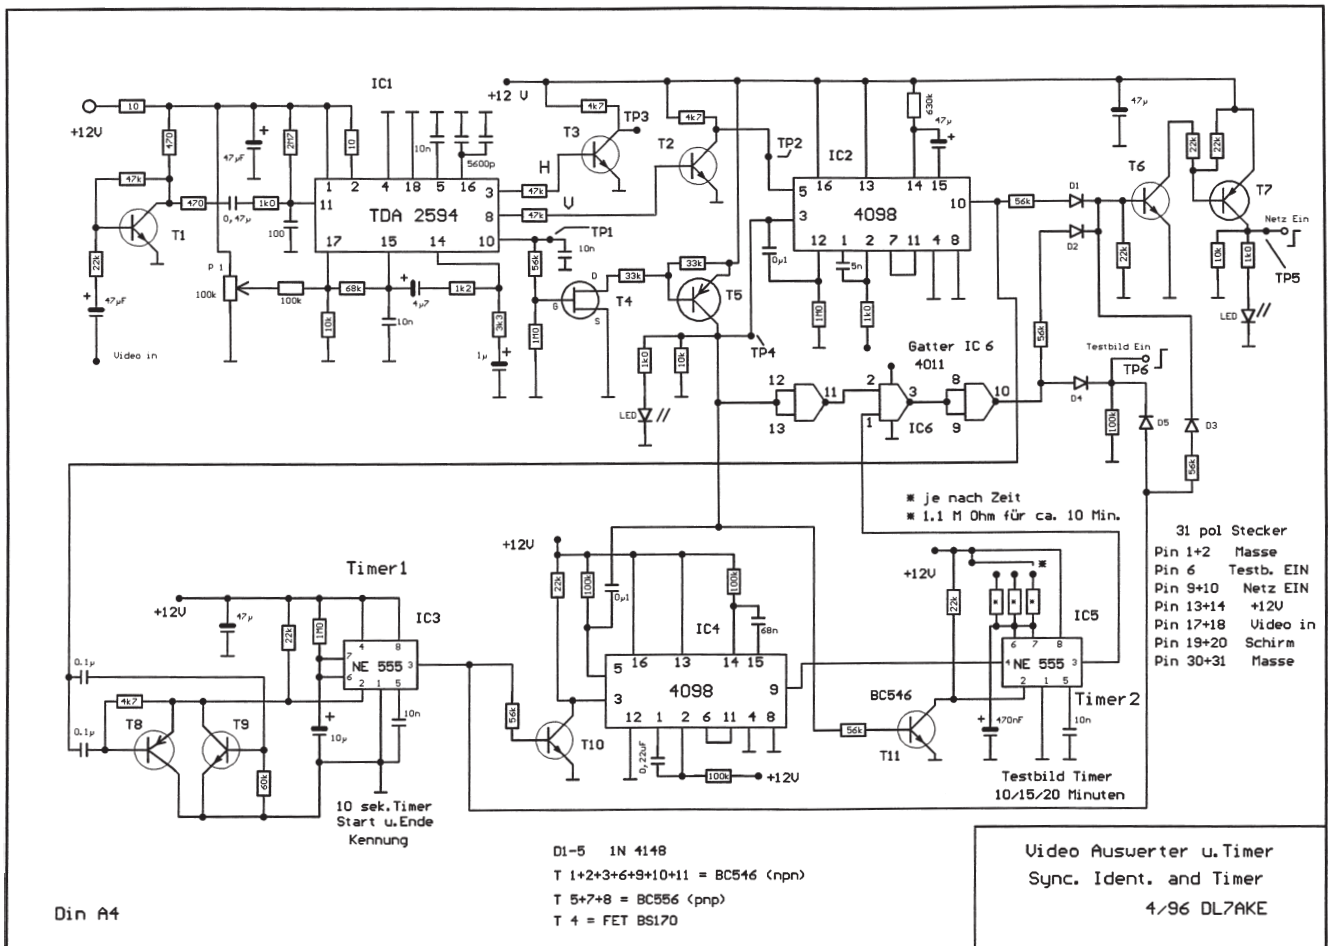 IC1
+12V
10
470
47µF
2M7
10
10n
5600p
4 18 5 16
1 2
11
TDA 2594
3
8
10
17 15 14
47k
470
0,47µ
1k0
100
T1
22k
47µF
Video in
P 1
100k
100k
10k
68k
10n
4µ7
1k2
3k3
1µ
+12 V
4k7
T3
TP3
H
47k
V
47k
4k7
T2
TP2
TP1
10n
56k
1M0
D
G
S
T4
33k
33k
T5
1k0
10k
LED
TP4
IC2
630k
47µ
16 13 14 15
5
3
4098
10
12 1 2 7 11 4 8
0µ1
5n
1M0
1k0
47µ
56k
D1
D2
22k
T6
22k
22k
T7
Netz Ein
TP5
10k
1k0
LED
Gatter IC 6
4011
12
13
11
2
1
3
IC6
8
9
10
56k
D4
Testbild Ein
TP6
100k
D5
D3
56k
* je nach Zeit
* 1.1 M Ohm für ca. 10 Min.
31 pol Stecker
Pin 1+2 Masse
Pin 6 Testb. EIN
Pin 9+10 Netz EIN
Pin 13+14 +12V
Pin 17+18 Video in
Pin 19+20 Schirm
Pin 30+31 Masse
Timer1
+12V
47µ
22k
1M0
IC3
4 8
7
6
NE 555
3
2 1 5
10n
10µ
0.1µ
0.1µ
4k7
T8
T9
60k
10 sek.Timer
Start u.Ende
Kennung
+12V
22k
100k
0µ1
100k
68n
IC4
16 13 14 15
5
3
4098
9
12 1 2 6 11 4 8
56k
T10
0,22uF
100k
+12V
+12V
22k
*
* * *
IC5
6 7 8
4
NE 555
3
2 1 5
Timer2
BC546
56k
T11
470nF
10n
Testbild Timer
10/15/20 Minuten
D1-5 1N 4148
T 1+2+3+6+9+10+11 = BC546 (npn)
T 5+7+8 = BC556 (pnp)
T 4 = FET BS170
Din A4
Video Auswerter u.Timer
Sync. Ident. and Timer
4/96 DL7AKE